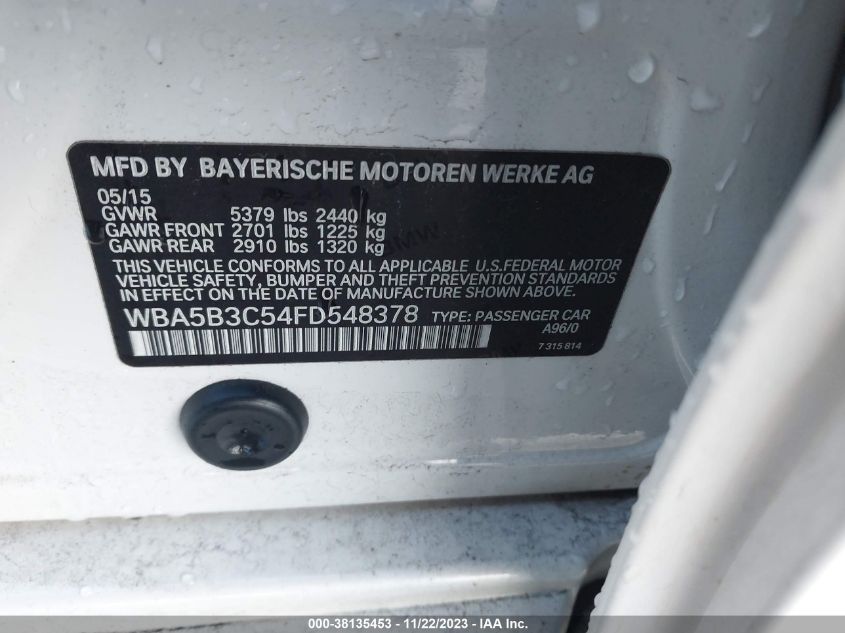 MFD BY BAYERISCHE MOTOREN WERKE AG
05/15
GVWR 5379 lbs 2440 kg
GAWR FRONT 2701 lbs 1225 kg
GAWR REAR 2910 lbs 1320 kg
THIS VEHICLE CONFORMS TO ALL APPLICABLE U.S.FEDERAL MOTOR
VEHICLE SAFETY, BUMPER AND THEFT PREVENTION STANDARDS
IN EFFECT ON THE DATE OF MANUFACTURE SHOWN ABOVE.
WBA5B3C54FD548378 TYPE: PASSENGER CAR
A96/0
7 315 814
000-38135453 - 11/22/2023 - IAAI.COM.